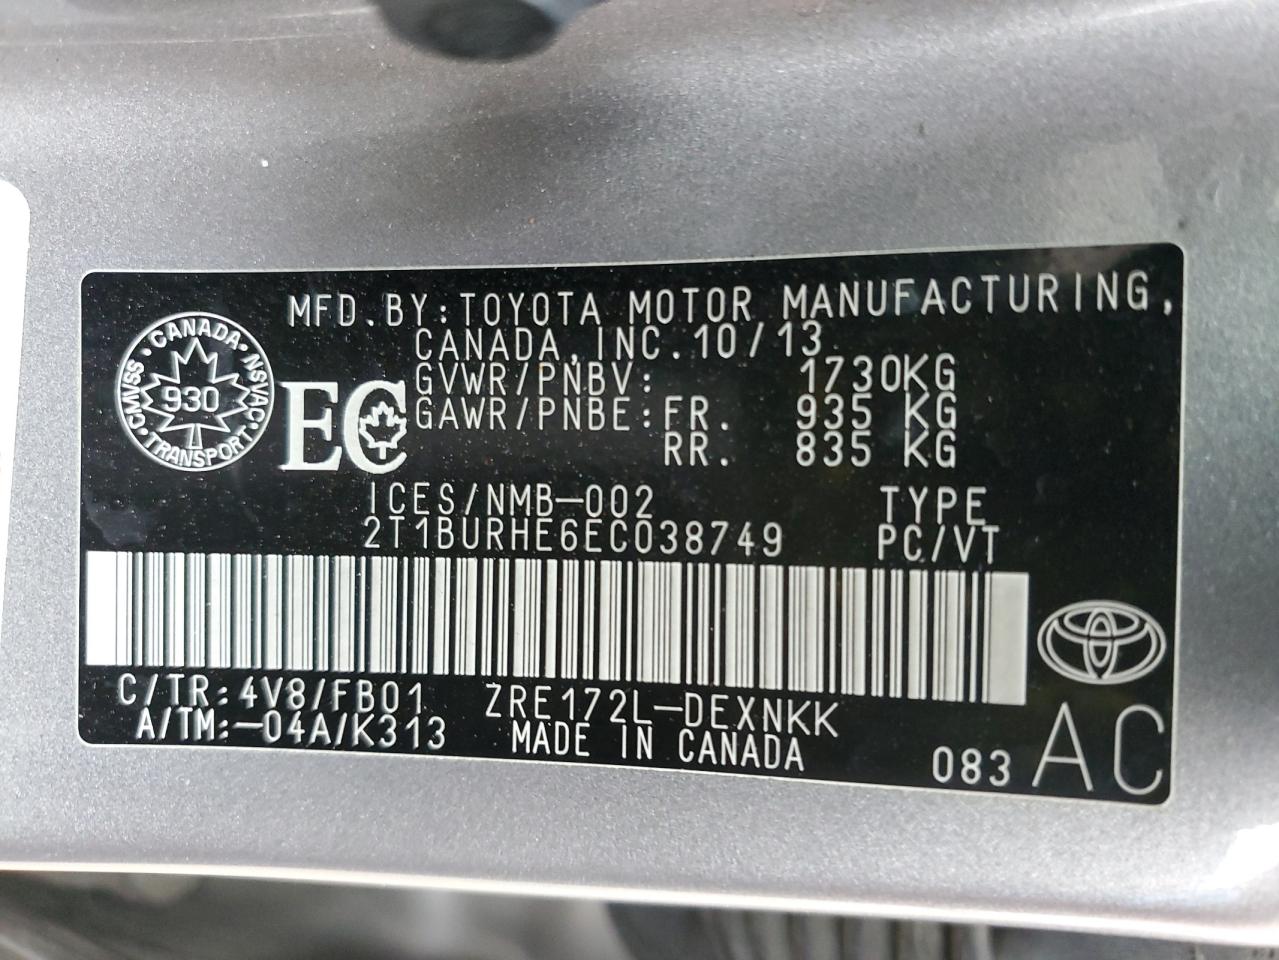 MFD.BY:TOYOTA MOTOR MANUFACTURING,
CANADA,INC.10/13
GVWR/PNBV: 1730KG
GAWR/PNBE:FR. 935 KG
RR. 835 KG
CANADA
CMVSS
NSVAC
930
TRANSPORT
EC
ICES/NMB-002 TYPE
2T1BURHE6EC038749 PC/VT
C/TR:4V8/FB01 ZRE172L-DEXNKK
A/TM:-04A/K313 MADE IN CANADA
083 AC